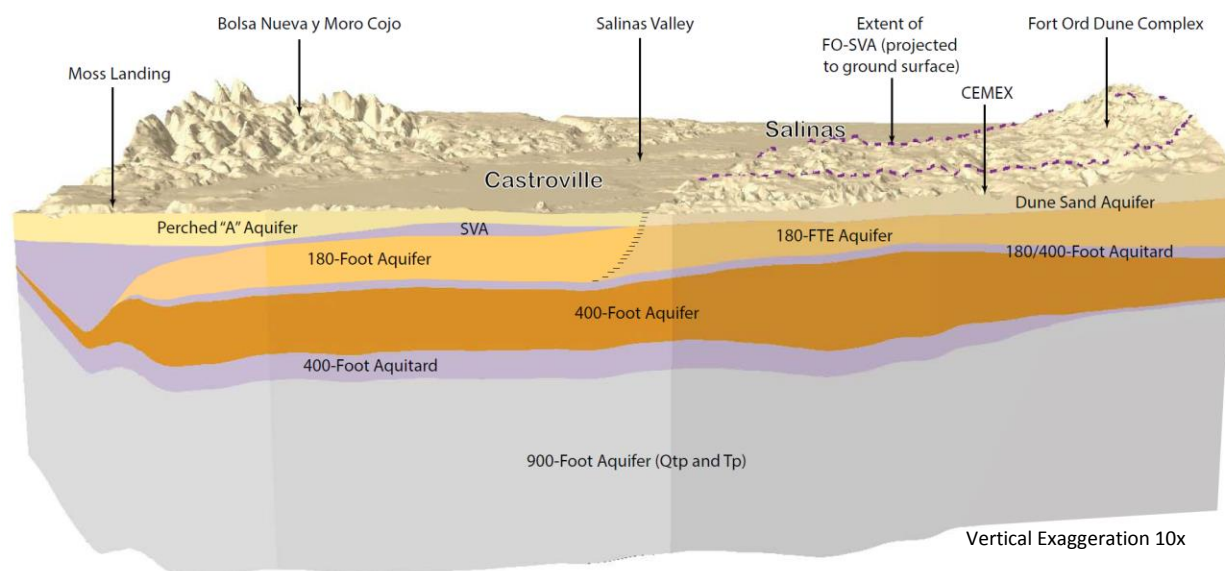 Bolsa Nueva y Moro Cojo
Salinas Valley
Extent of
FO-SVA (projected
to ground surface)
Fort Ord Dune Complex
Moss Landing
CEMEX
Salinas
Castroville
Dune Sand Aquifer
Perched "A" Aquifer
SVA
180-FTE Aquifer
180-Foot Aquifer
180/400-Foot Aquitard
400-Foot Aquifer
400-Foot Aquitard
900-Foot Aquifer (Qtp and Tp)
Vertical Exaggeration 10x